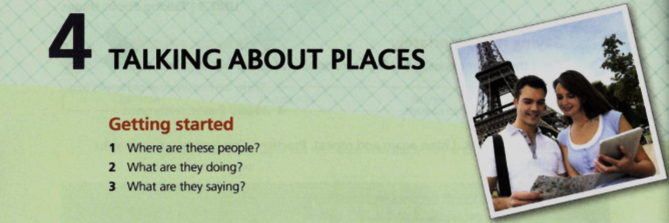 4 TALKING ABOUT PLACES
Getting started
1 Where are these people?
2 What are they doing?
3 What are they saying?